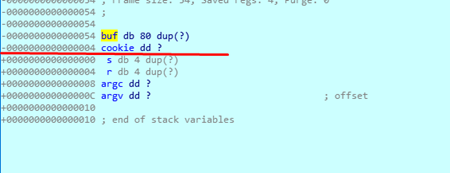 -0000000000000054 ; Frame size: 54, Saved regs: 4, Purge: 0
-0000000000000054 ;
-0000000000000054
-0000000000000054 buf db 80 dup(?)
-0000000000000004 cookie dd ?
+0000000000000000 s db 4 dup(?)
+0000000000000004 r db 4 dup(?)
+0000000000000008 argc dd ?
+000000000000000C argv dd ? ; offset
+0000000000000010
+0000000000000010 ; end of stack variables